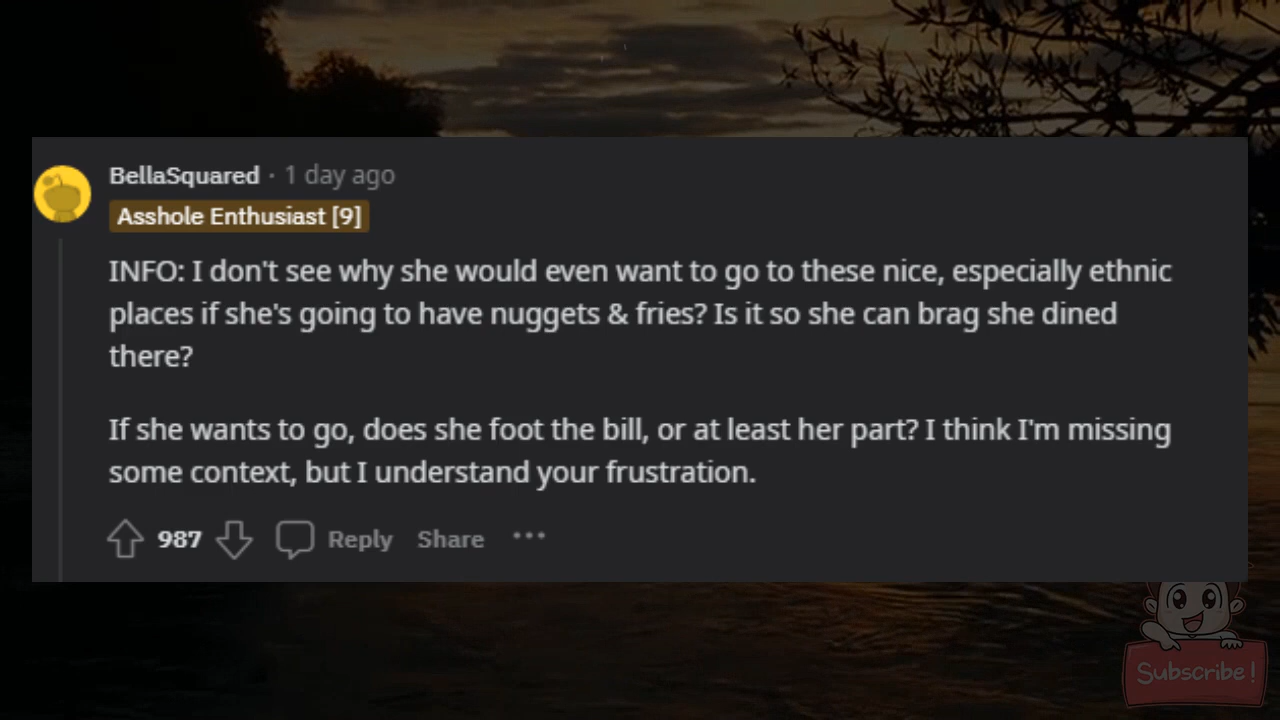 BellaSquared · 1 day ago
Asshole Enthusiast [9]
INFO: I don't see why she would even want to go to these nice, especially ethnic
places if she's going to have nuggets & fries? Is it so she can brag she dined
there?
If she wants to go, does she foot the bill, or at least her part? I think I'm missing
some context, but I understand your frustration.
987 Reply Share ···
Subscribe!